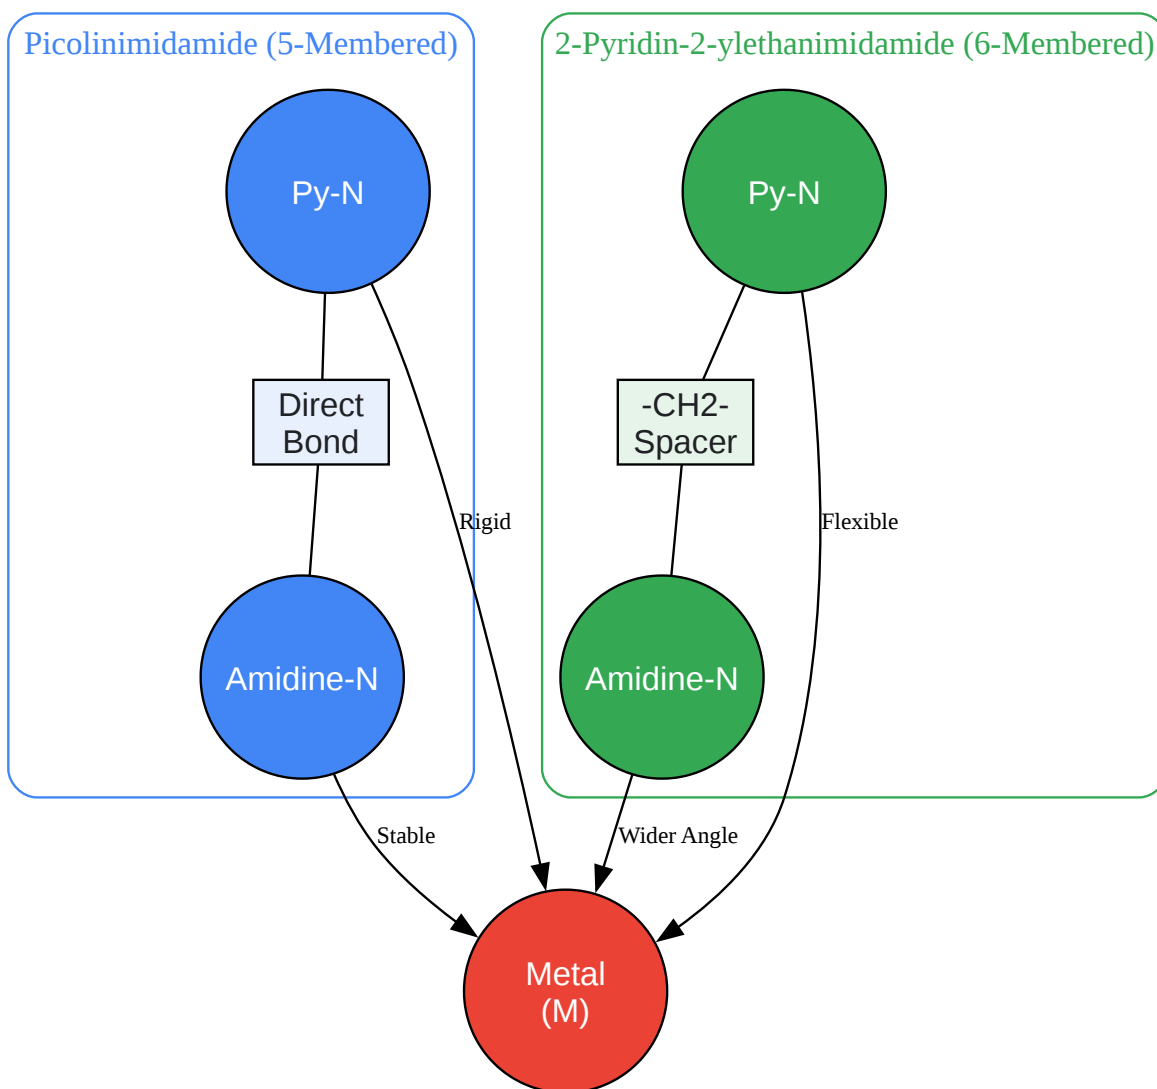 Picolinimidamide (5-Membered)
2-Pyridin-2-ylethanimidamide (6-Membered)
Py-N
Py-N
Direct
Bond
-CH2-
Spacer
Rigid
Flexible
Amidine-N
Amidine-N
Stable
Wider Angle
Metal
(M)